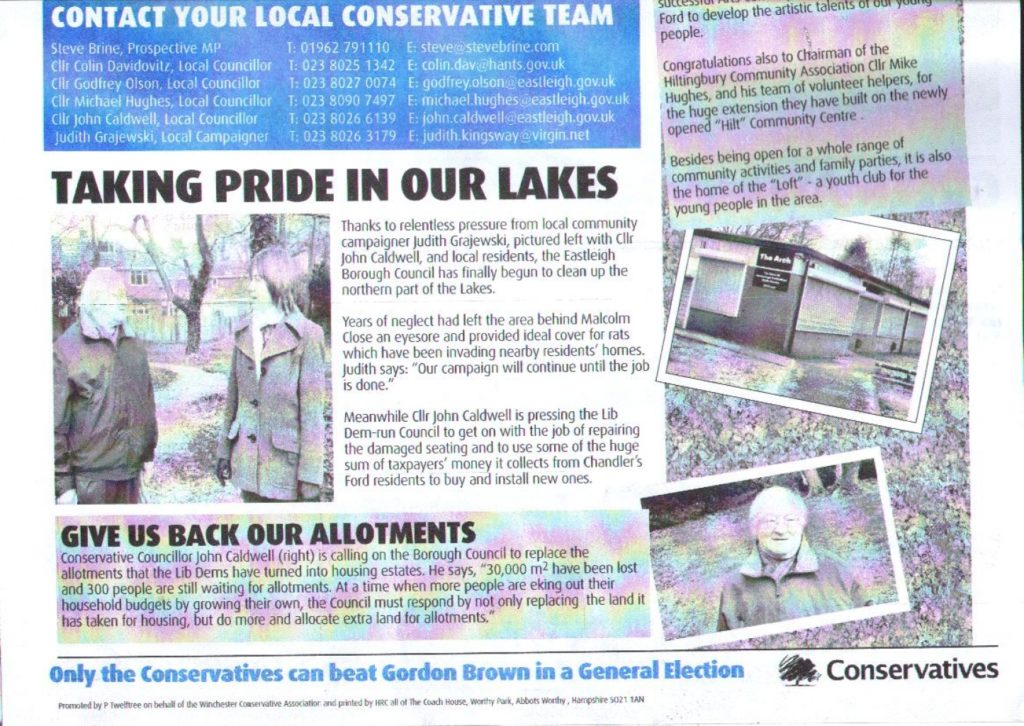 CONTACT YOUR LOCAL CONSERVATIVE TEAM
Steve Brine, Prospective MP T: 01962 791110 E: steve@stevebrine.com
Cllr Colin Davidovitz, Local Councillor T: 023 8025 1342 E: colin.dav@hants.gov.uk
Cllr Godfrey Olson, Local Councillor T: 023 8027 0074 E: godfrey.olson@eastleigh.gov.uk
Cllr Michael Hughes, Local Councillor T: 023 8090 7497 E: michael.hughes@eastleigh.gov.uk
Cllr John Caldwell, Local Councillor T: 023 8026 6139 E: john.caldwell@eastleigh.gov.uk
Judith Grajewski, Local Campaigner T: 023 8026 3179 E: judith.kingsway@virgin.net
TAKING PRIDE IN OUR LAKES
Thanks to relentless pressure from local community
campaigner Judith Grajewski, pictured left with Cllr
John Caldwell, and local residents, the Eastleigh
Borough Council has finally begun to clean up the
northern part of the Lakes.
Years of neglect had left the area behind Malcolm
Close an eyesore and provided ideal cover for rats
which have been invading nearby residents' homes.
Judith says: "Our campaign will continue until the job
is done."
Meanwhile Cllr John Caldwell is pressing the Lib
Dem-run Council to get on with the job of repairing
the damaged seating and to use some of the huge
sum of taxpayers' money it collects from Chandler's
Ford residents to buy and install new ones.
GIVE US BACK OUR ALLOTMENTS
Conservative Councillor John Caldwell (right) is calling on the Borough Council to replace the
allotments that the Lib Dems have turned into housing estates. He says, "30,000 m² have been lost
and 300 people are still waiting for allotments. At a time when more people are eking out their
household budgets by growing their own, the Council must respond by not only replacing the land it
has taken for housing, but do more and allocate extra land for allotments."
Ford to develop the artistic talents of our young
people.
Congratulations also to Chairman of the
Hiltingbury Community Association Cllr Mike
Hughes, and his team of volunteer helpers, for
the huge extension they have built on the newly
opened "Hilt" Community Centre .
Besides being open for a whole range of
community activities and family parties, it is also
the home of the "Loft" - a youth club for the
young people in the area.
The Arch
Only the Conservatives can beat Gordon Brown in a General Election
Conservatives
Promoted by P Twelftree on behalf of the Winchester Conservative Association and printed by HRC all of The Coach House, Worthy Park, Abbots Worthy , Hampshire SO21 1AN